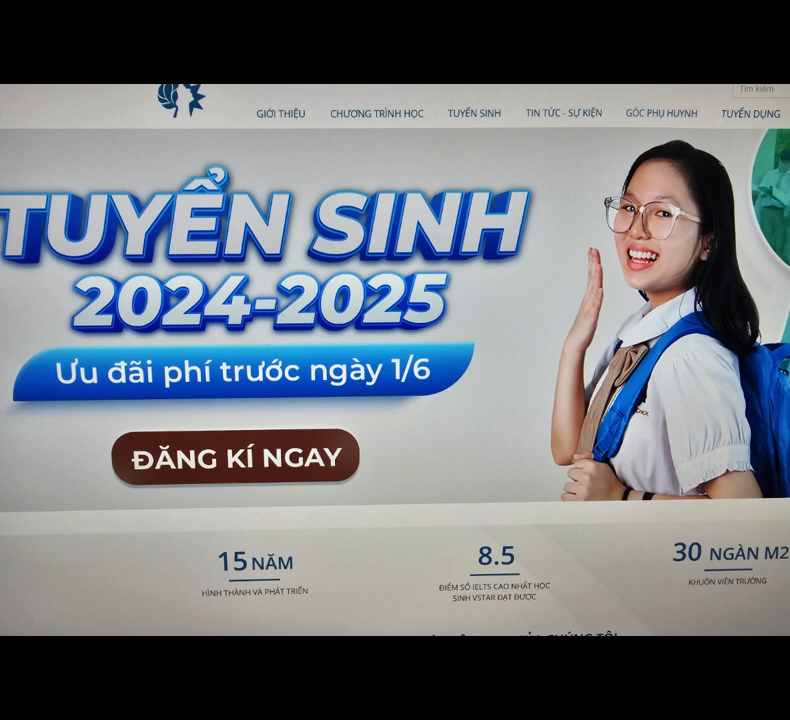 Tìm kiếm
GIỚI THIỆU
CHƯƠNG TRÌNH HỌC
TUYỂN SINH
TIN TỨC - SỰ KIỆN
GÓC PHỤ HUYNH
TUYỂN DỤNG
TUYỂN SINH
2024-2025
Ưu đãi phí trước ngày 1/6
ĐĂNG KÍ NGAY
15 NĂM
HÌNH THÀNH VÀ PHÁT TRIỂN
8.5
ĐIỂM SỐ IELTS CAO NHẤT HỌC
SINH VSTAR ĐẠT ĐƯỢC
30 NGÀN M2
KHUÔN VIÊN TRƯỜNG